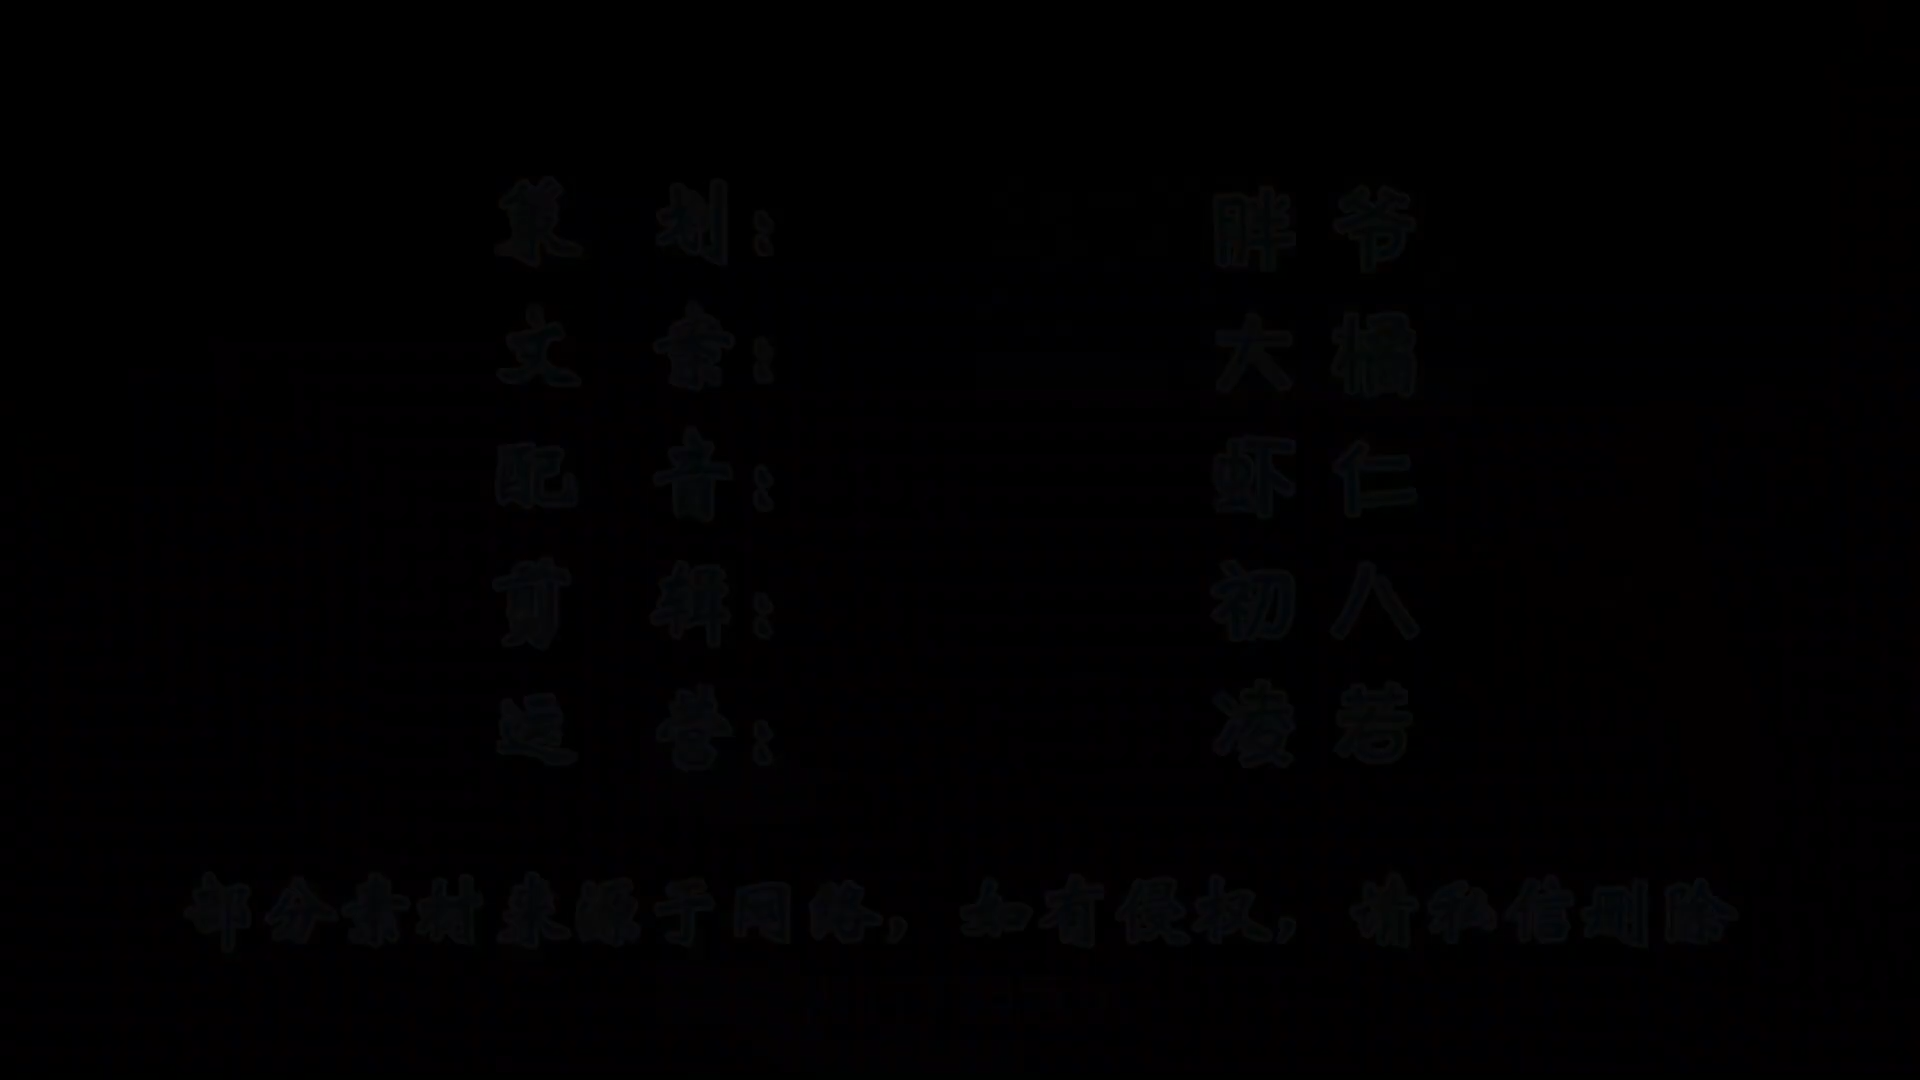 策 划： 胖 爷
文 案： 大 橘
配 音： 虾 仁
剪 辑： 初 八
运 营： 凌 若
部分素材来源于网络，如有侵权，请私信删除